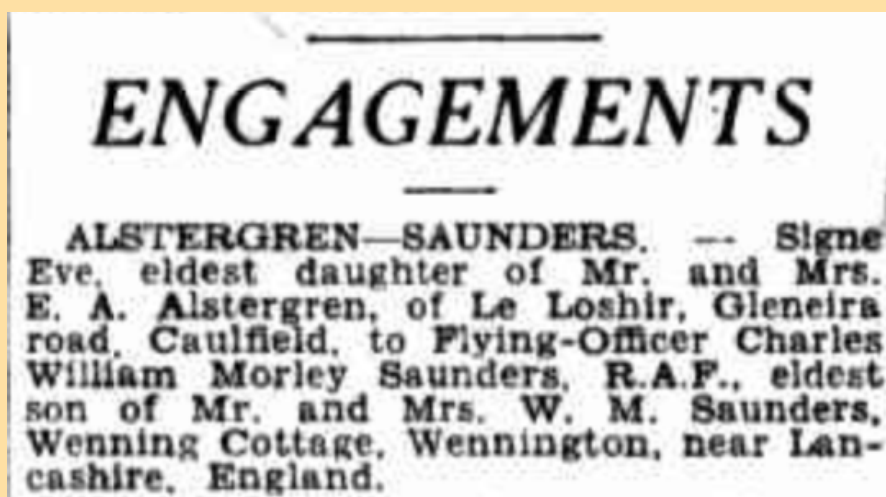 ENGAGEMENTS
ALSTERGREN—SAUNDERS. — Signe
Eve, eldest daughter of Mr. and Mrs.
E. A. Alstergren, of Le Loshir, Gleneira
road, Caulfield, to Flying-Officer Charles
William Morley Saunders, R.A.F., eldest
son of Mr. and Mrs. W. M. Saunders,
Wenning Cottage, Wennington, near Lan-
cashire, England.